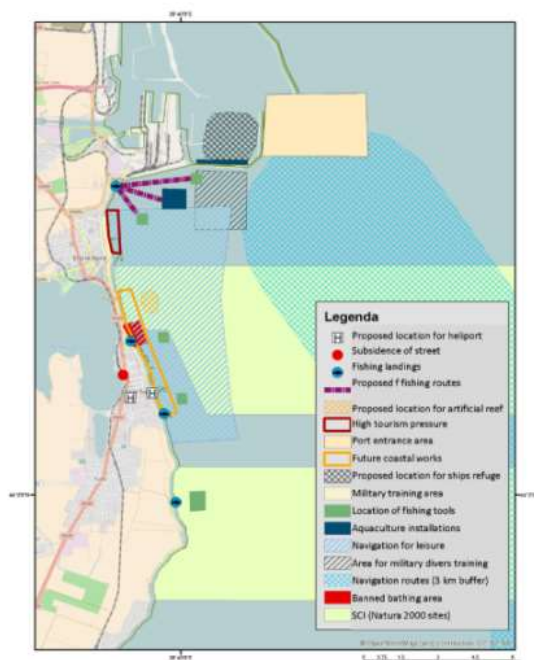 Legenda
Proposed location for heliport
Subsidence of street
Fishing landings
Proposed f fishing routes
Proposed location for artificial reef
High tourism pressure
Port entrance area
Future coastal works
Proposed location for ships refuge
Military training area
Location of fishing tools
Aquaculture installations
Navigation for leisure
Area for military divers training
Navigation routes (3 km buffer)
Banned bathing area
SCI (Natura 2000 sites)